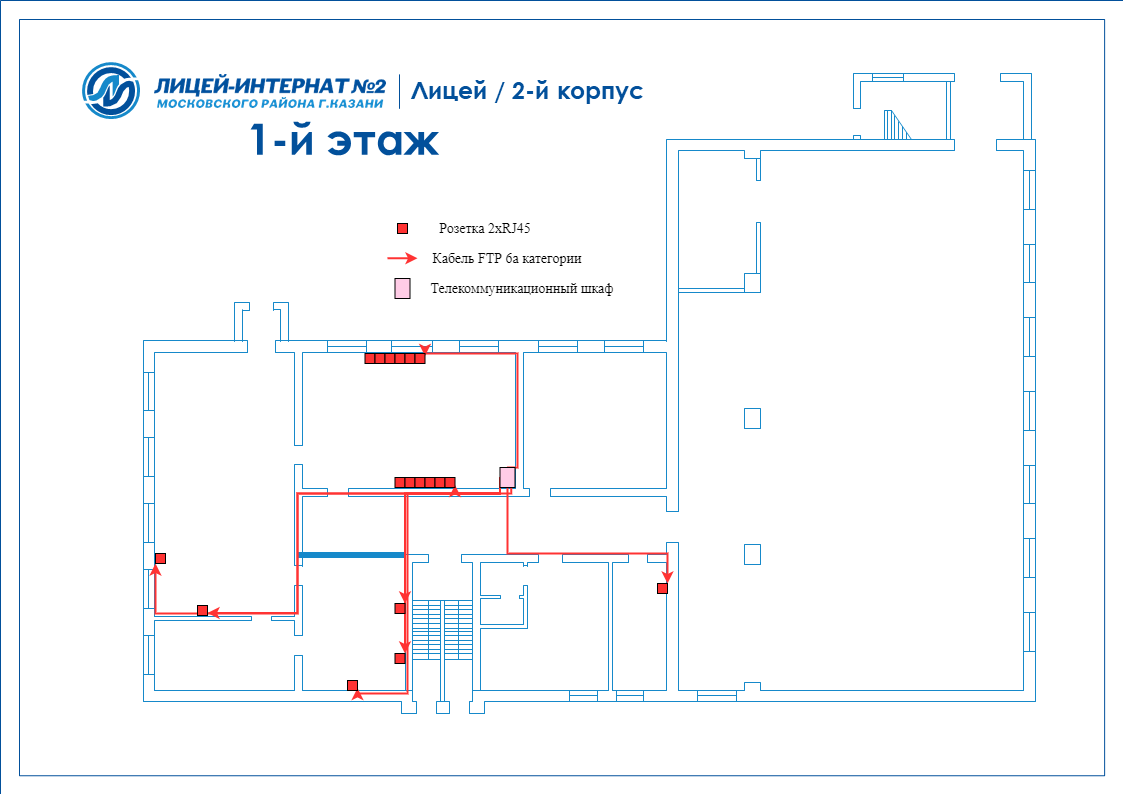 ЛИЦЕЙ-ИНТЕРНАТ №2
МОСКОВСКОГО РАЙОНА Г.КАЗАНИ
Лицей / 2-й корпус
1-й этаж
Розетка 2xRJ45
Кабель FTP 6а категории
Телекоммуникационный шкаф